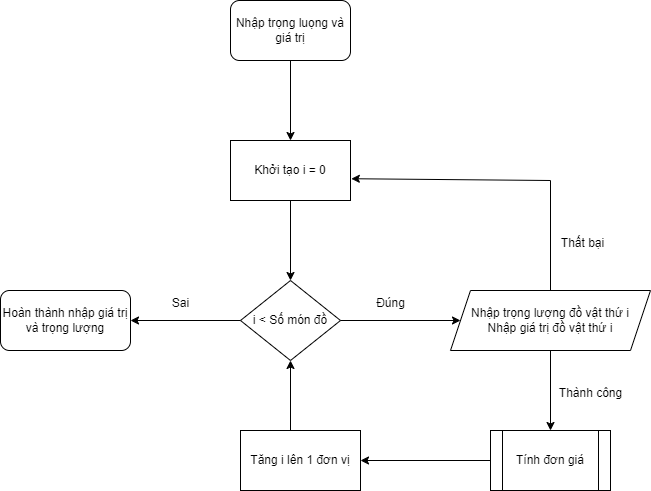 Nhập trọng luọng và
giá trị
Khởi tạo i = 0
Thất bại
Hoàn thành nhập giá trị
và trọng lượng
Sai
i < Số món đồ
Đúng
Nhập trọng lượng đồ vật thứ i
Nhập giá trị đồ vật thứ i
Thành công
Tăng i lên 1 đơn vị
Tính đơn giá